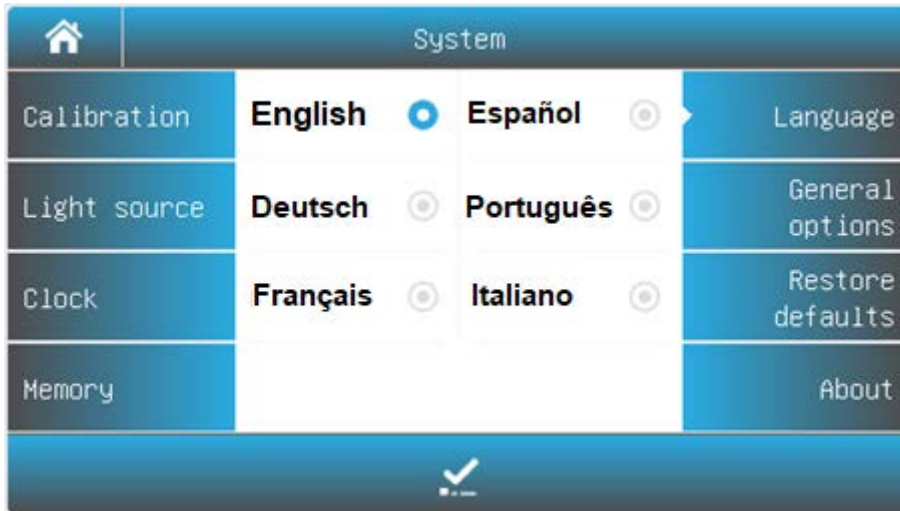 System
Calibration
English
Español
Language
Light source
Deutsch
Português
General
options
Clock
Français
Italiano
Restore
defaults
Memory
About